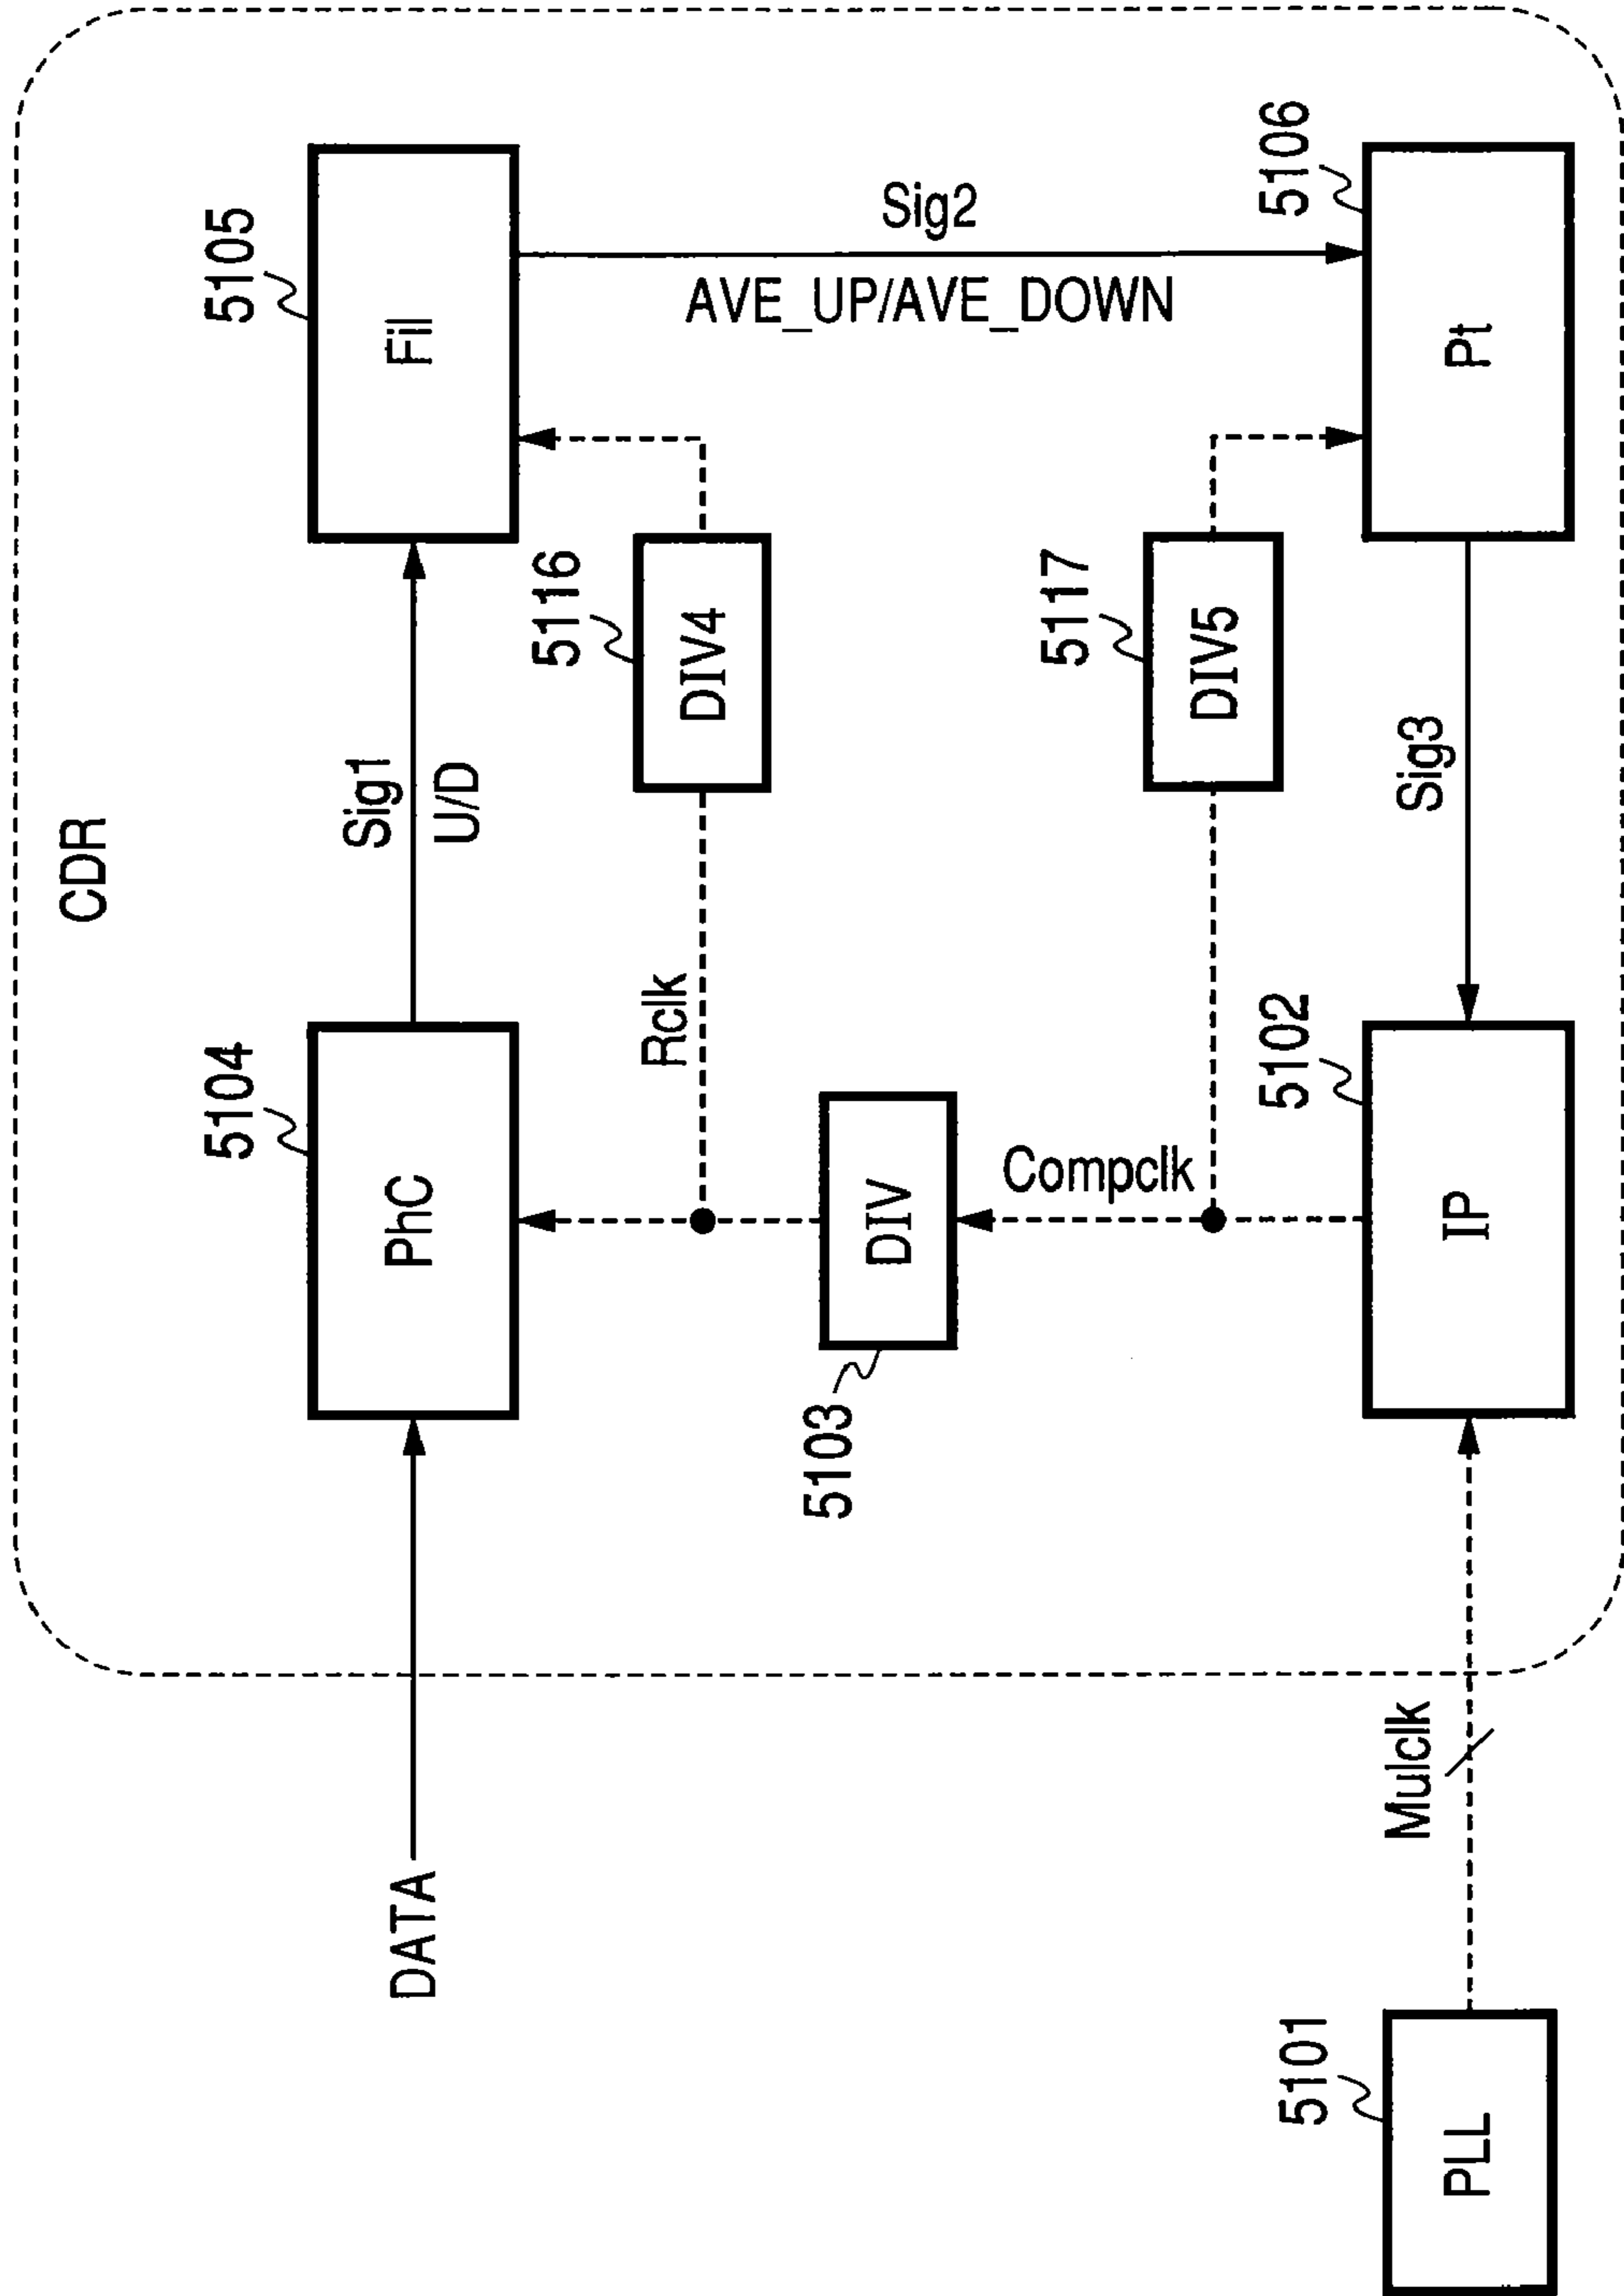 CDR
5104
5105
DATA
PhC
Sig1
U/D
Fil
Rclk
5116
DIV4
5103
DIV
Compclk
Sig2
AVE_UP/AVE_DOWN
5117
DIV5
5101
PLL
Mulclk
5102
IP
Sig3
5106
Pt